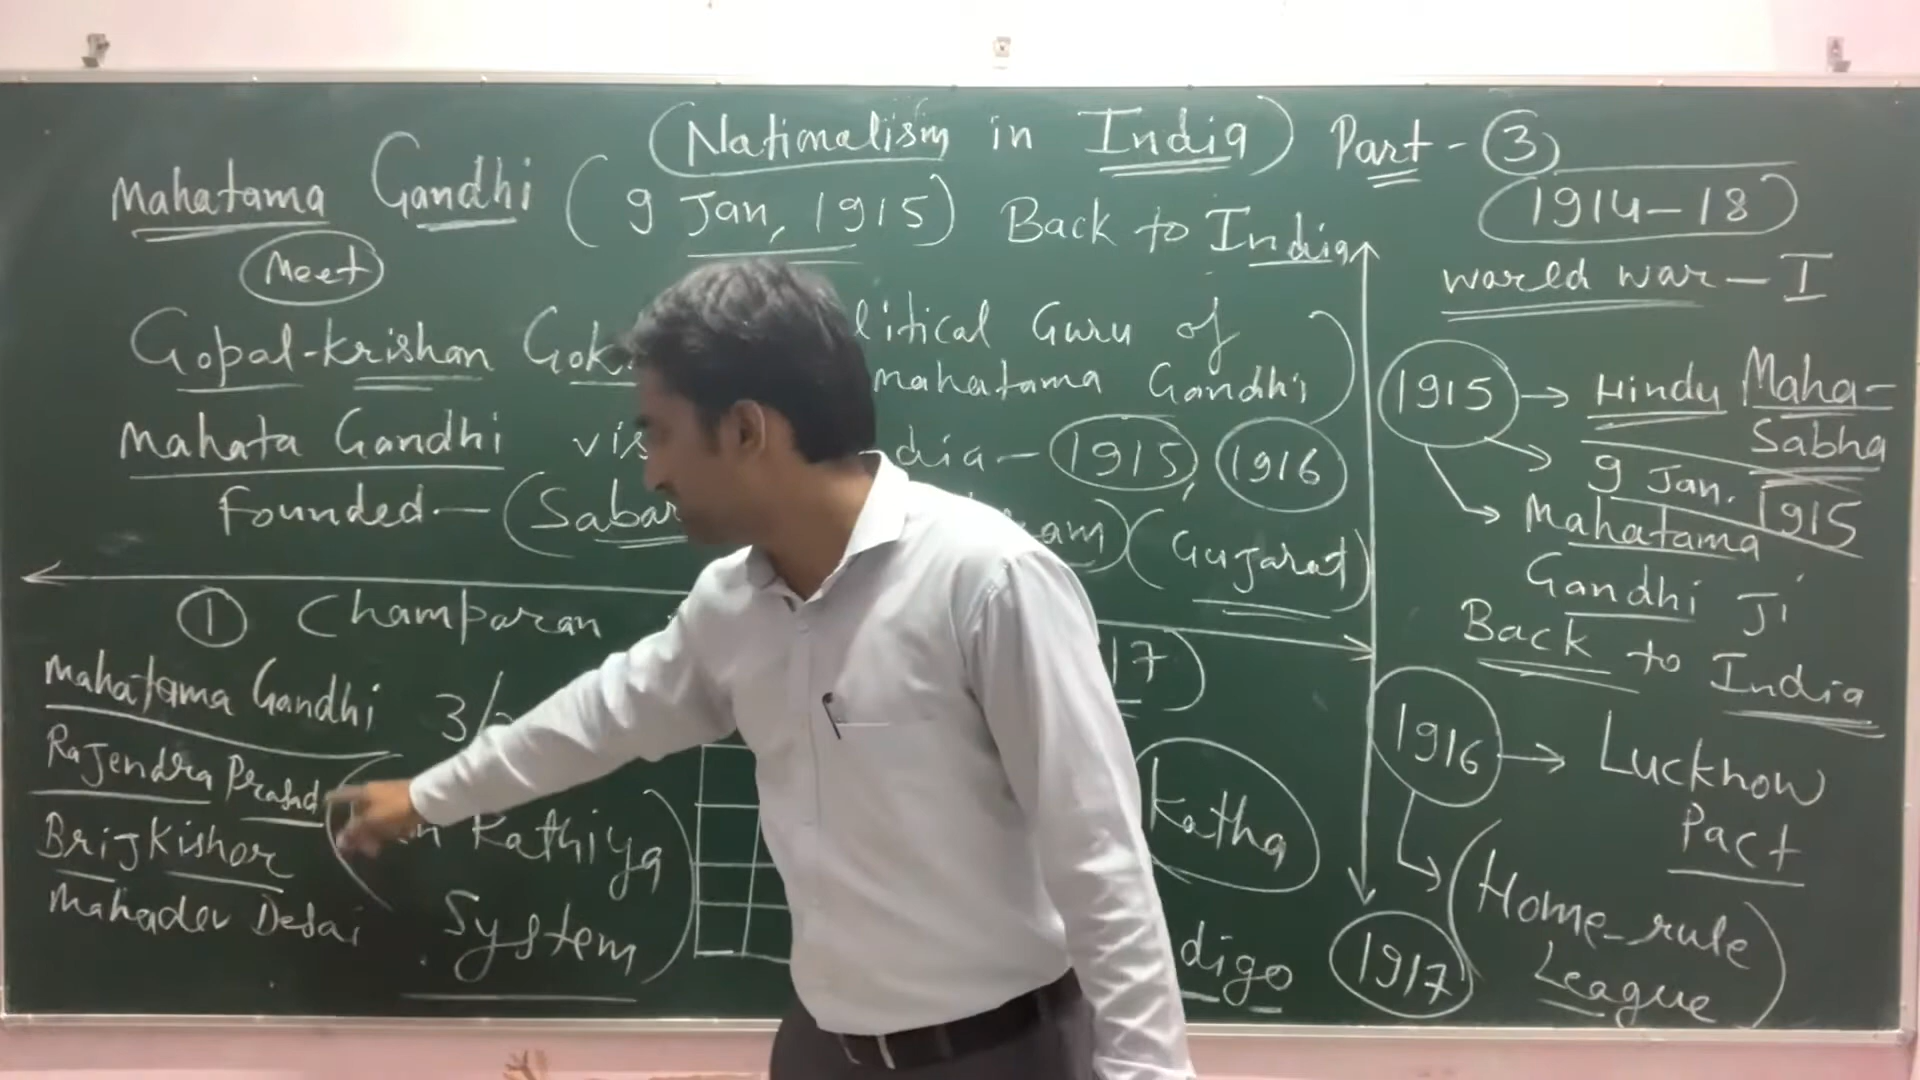 (Nationalism in India) Part - 3
Mahatama Gandhi (9 Jan, 1915) Back to India
Meet
Gopal-krishan Gok
litical Guru of
mahatama Gandhi
Mahata Gandhi vis dia - 1915, 1916
founded - (Sabar am) (Gujarat)
1 Champaran 17)
Mahatama Gandhi 3/
Rajendra Prasad
Brijkishor
Mahadev Desai
n Kathiya
System)
Katha
digo
(1914-18)
world war - I
1915 → Hindu Maha-
Sabha
9 Jan. 1915
Mahatama
Gandhi Ji
Back to India
1916 → Lucknow
Pact
(Home-rule
League)
1917